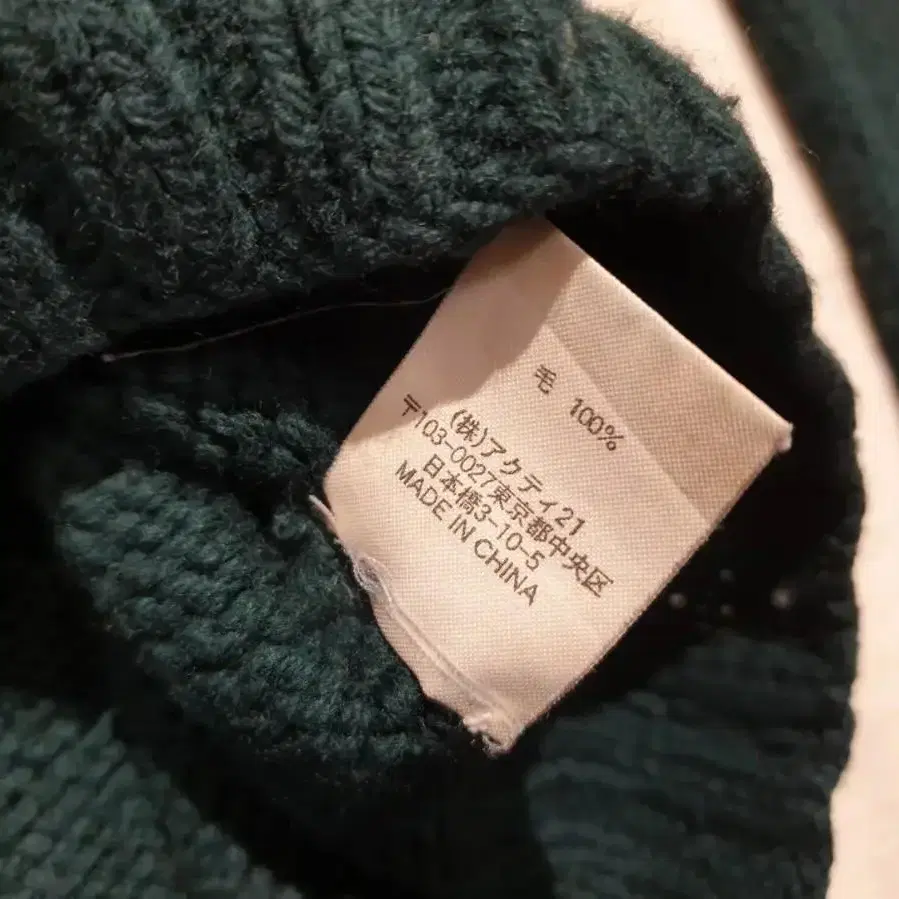 毛 100%
(株)アクティ21
〒103-0027東京都中央区
日本橋3-10-5
MADE IN CHINA